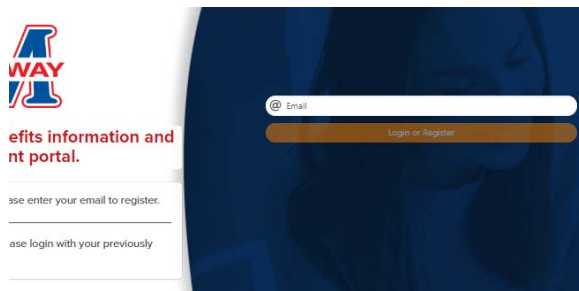 WAY
efits information and
nt portal.
ase enter your email to register.
ase login with your previously
@ Email
Login or Register